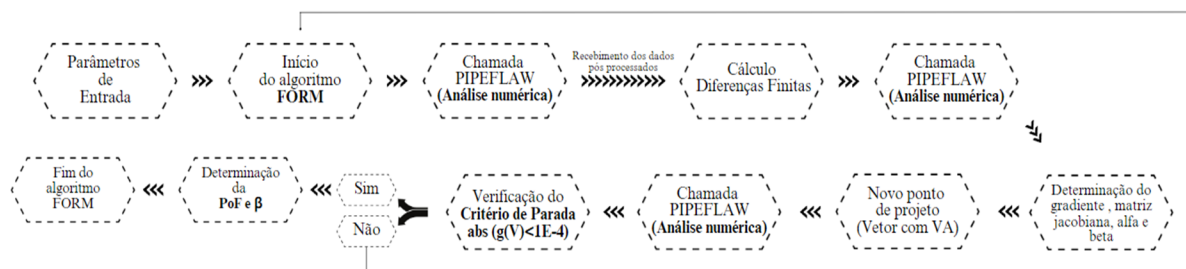 Parâmetros
de
Entrada
Início
do algoritmo
FORM
Chamada
PIPEFLAW
(Análise numérica)
Recebimento dos dados
pós processados
Cálculo
Diferenças Finitas
Chamada
PIPEFLAW
(Análise numérica)
Determinação do
gradiente , matriz
jacobiana, alfa e
beta
Novo ponto
de projeto
(Vetor com VA)
Chamada
PIPEFLAW
(Análise numérica)
Verificação do
Critério de Parada
abs (g(V)<1E-4)
Sim
Não
Determinação
da
PoF e β
Fim do
algoritmo
FORM